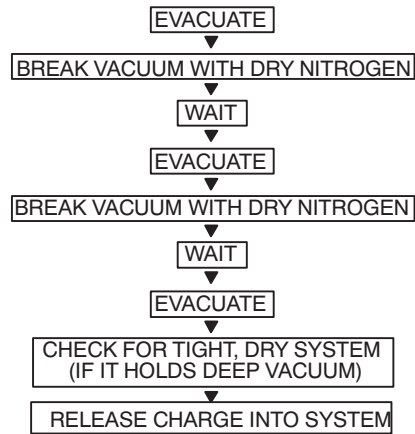 EVACUATE
BREAK VACUUM WITH DRY NITROGEN
WAIT
EVACUATE
BREAK VACUUM WITH DRY NITROGEN
WAIT
EVACUATE
CHECK FOR TIGHT, DRY SYSTEM
(IF IT HOLDS DEEP VACUUM)
RELEASE CHARGE INTO SYSTEM